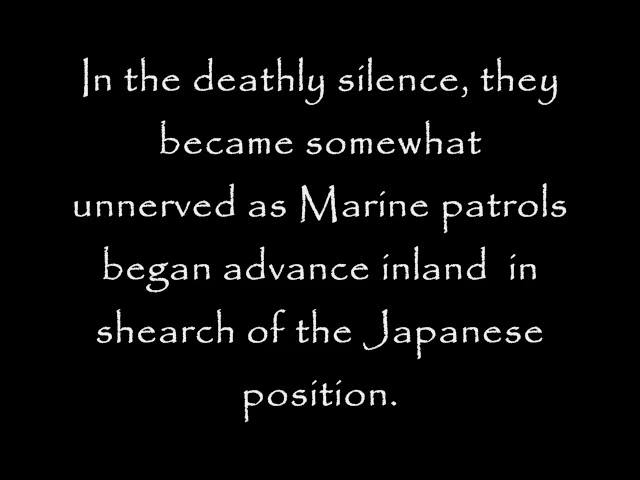 In the deathly silence, they
became somewhat
unnerved as Marine patrols
began advance inland in
shearch of the Japanese
position.